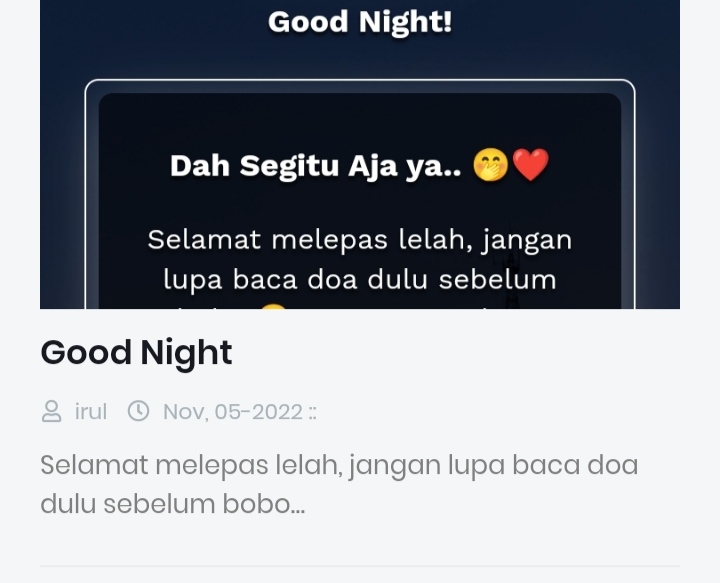 Good Night!
Dah Segitu Aja ya.. 🤭❤️
Selamat melepas lelah, jangan
lupa baca doa dulu sebelum
Good Night
irul Nov, 05-2022 ::
Selamat melepas lelah, jangan lupa baca doa
dulu sebelum bobo...